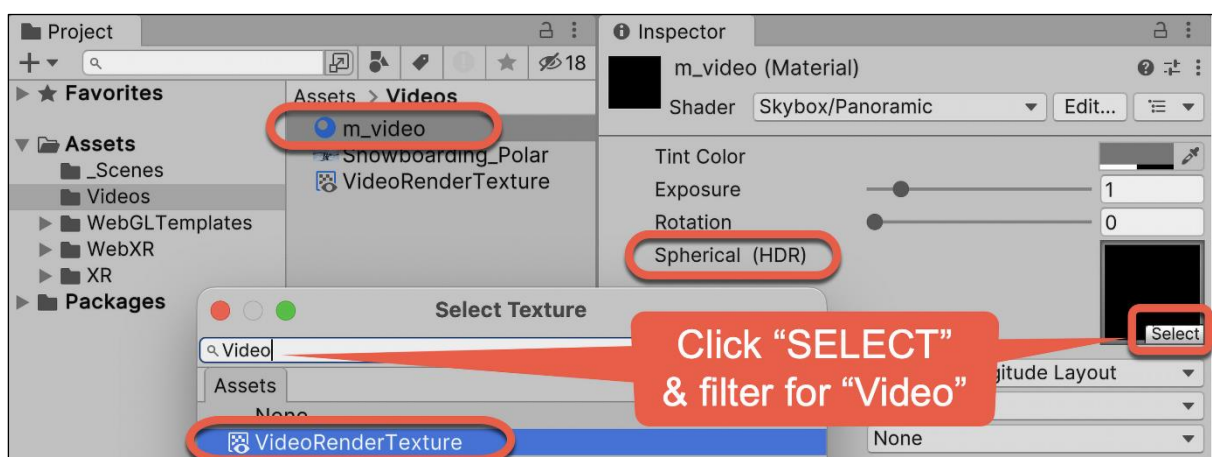 Project
Inspector
18
m_video (Material)
Favorites
Assets > Videos
Shader Skybox/Panoramic Edit...
m_video
Assets
Snowboarding_Polar
Tint Color
_Scenes
VideoRenderTexture
Exposure 1
Videos
WebGLTemplates
Rotation 0
WebXR
Spherical (HDR)
XR
Packages
Select Texture
Select
Video
Click “SELECT”
& filter for “Video”
Assets
Layout
None
VideoRenderTexture
None